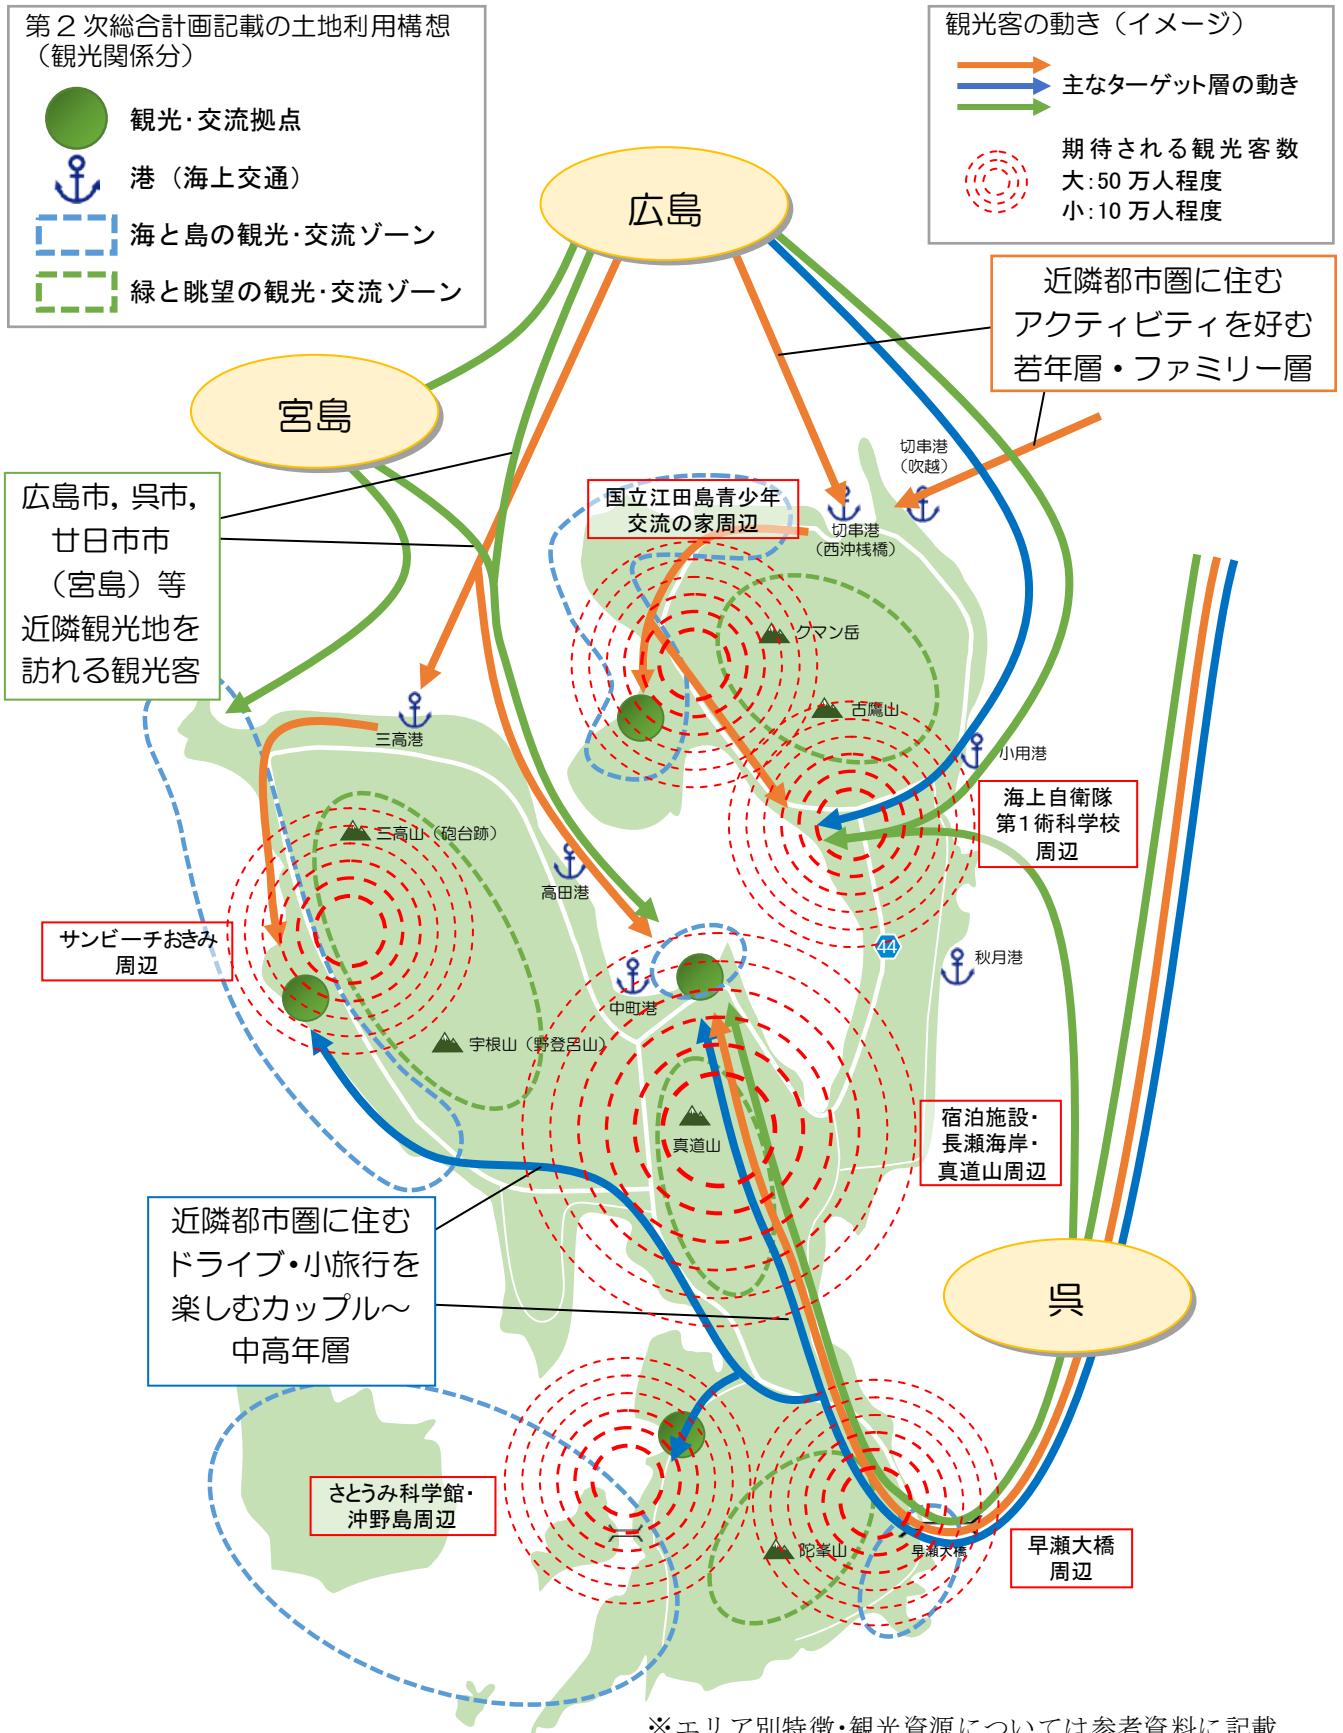 第２次総合計画記載の土地利用構想
（観光関係分）
観光・交流拠点
港（海上交通）
海と島の観光・交流ゾーン
緑と眺望の観光・交流ゾーン
観光客の動き（イメージ）
主なターゲット層の動き
期待される観光客数
大：50 万人程度
小：10 万人程度
広島
近隣都市圏に住む
アクティビティを好む
若年層・ファミリー層
宮島
切串港
（吹越）
広島市，呉市，
廿日市市
（宮島）等
近隣観光地を
訪れる観光客
国立江田島青少年
交流の家周辺
切串港
（西沖桟橋）
クマン岳
古鷹山
三高港
小用港
海上自衛隊
第１術科学校
周辺
三高山（砲台跡）
高田港
サンビーチおきみ
周辺
44
秋月港
中町港
宇根山（野登呂山）
真道山
宿泊施設・
長瀬海岸・
真道山周辺
近隣都市圏に住む
ドライブ・小旅行を
楽しむカップル～
中高年層
呉
さとうみ科学館・
沖野島周辺
陀峯山
早瀬大橋
早瀬大橋
周辺
※エリア別特徴・観光資源については参考資料に記載